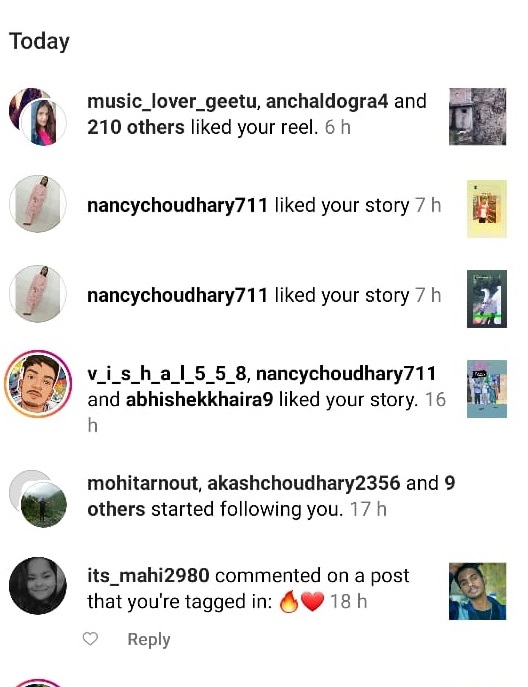 Today
music_lover_geetu, anchaldogra4 and
210 others liked your reel. 6 h
nancychoudhary711 liked your story 7 h
nancychoudhary711 liked your story 7 h
v_i_s_h_a_l_5_5_8, nancychoudhary711
and abhishekkhaira9 liked your story. 16
h
mohitarnout, akashchoudhary2356 and 9
others started following you. 17 h
its_mahi2980 commented on a post
that you're tagged in: 🔥❤️ 18 h
Reply